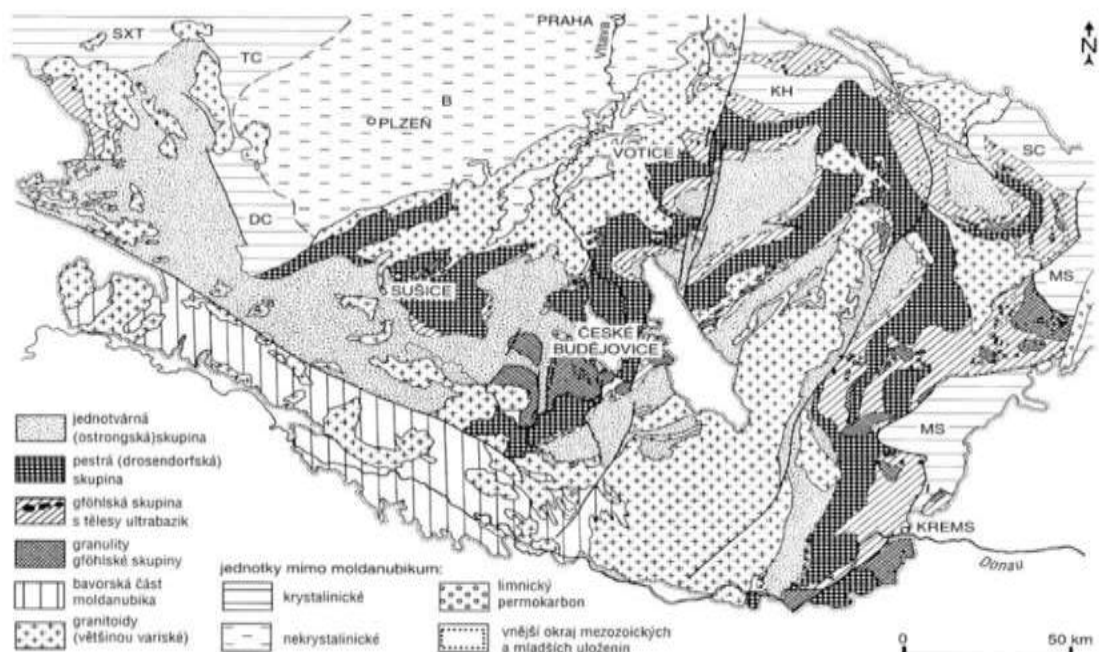 PRAHA
SXT
TC
Vltava
N
B
KH
PLZEŇ
VOTICE
SC
DC
SUŠICE
MS
ČESKÉ
BUDĚJOVICE
MS
KREMS
Donau
jednotvárná
(ostrongská)skupina
pestrá (drosendorfská)
skupina
gföhlská skupina
s tělesy ultrabazik
granulity
gföhlské skupiny
bavorská část
moldanubika
granitoidy
(většinou variské)
jednotky mimo moldanubikum:
krystalinické
nekrystalinické
limnický
permokarbon
vnější okraj mezozoických
a mladších uloženin
0 50 km